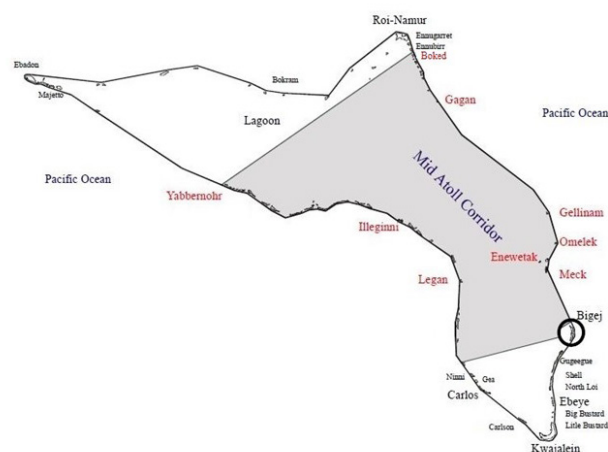 Roi-Namur
Ennugarret
Ennubirr
Boked
Ebadon
Majetto
Bokram
Gagan
Lagoon
Pacific Ocean
Pacific Ocean
Mid Atoll Corridor
Yabbernohr
Illeginni
Gellinam
Omelek
Enewetak
Meck
Legan
Bigej
Gugeegue
Shell
North Loi
Ninni
Ges
Carlos
Ebeye
Big Bustard
Litle Bustard
Carlson
Kwajalein